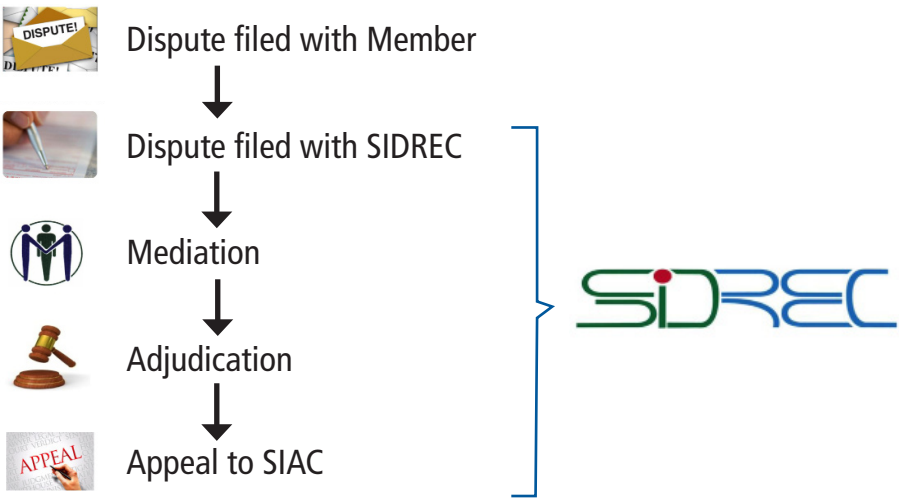 DISPUTE!
Dispute filed with Member
Dispute filed with SIDREC
Mediation
SiDREC
Adjudication
APPEAL
Appeal to SIAC